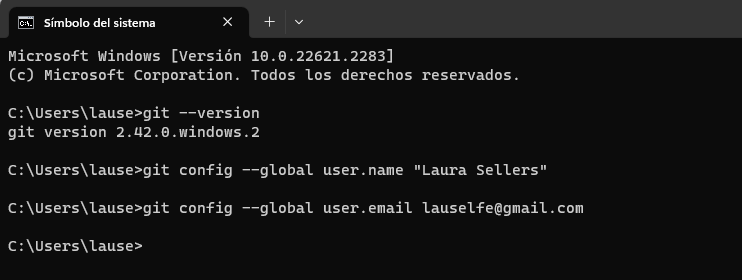 Símbolo del sistema
Microsoft Windows [Versión 10.0.22621.2283]
(c) Microsoft Corporation. Todos los derechos reservados.
C:\Users\lause>git --version
git version 2.42.0.windows.2
C:\Users\lause>git config --global user.name "Laura Sellers"
C:\Users\lause>git config --global user.email lauselfe@gmail.com
C:\Users\lause>